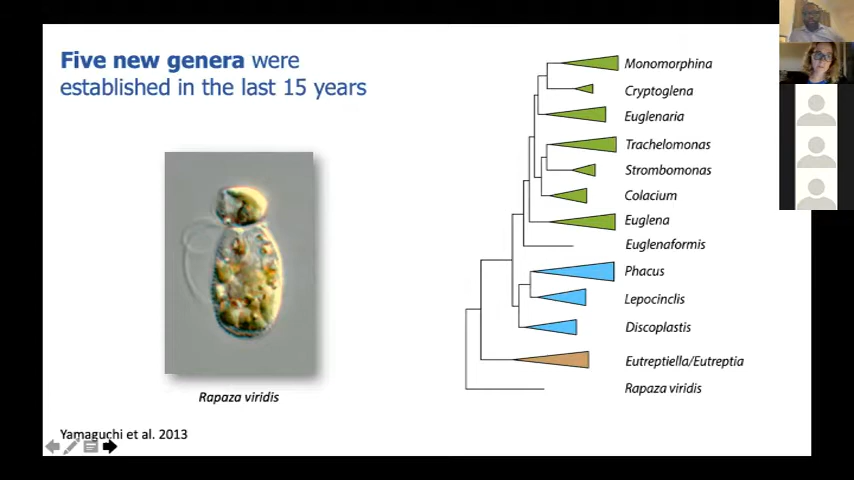 Five new genera were
established in the last 15 years
Rapaza viridis
Yamaguchi et al. 2013
Monomorphina
Cryptoglena
Euglenaria
Trachelomonas
Strombomonas
Colacium
Euglena
Euglenaformis
Phacus
Lepocinclis
Discoplastis
Eutreptiella/Eutreptia
Rapaza viridis